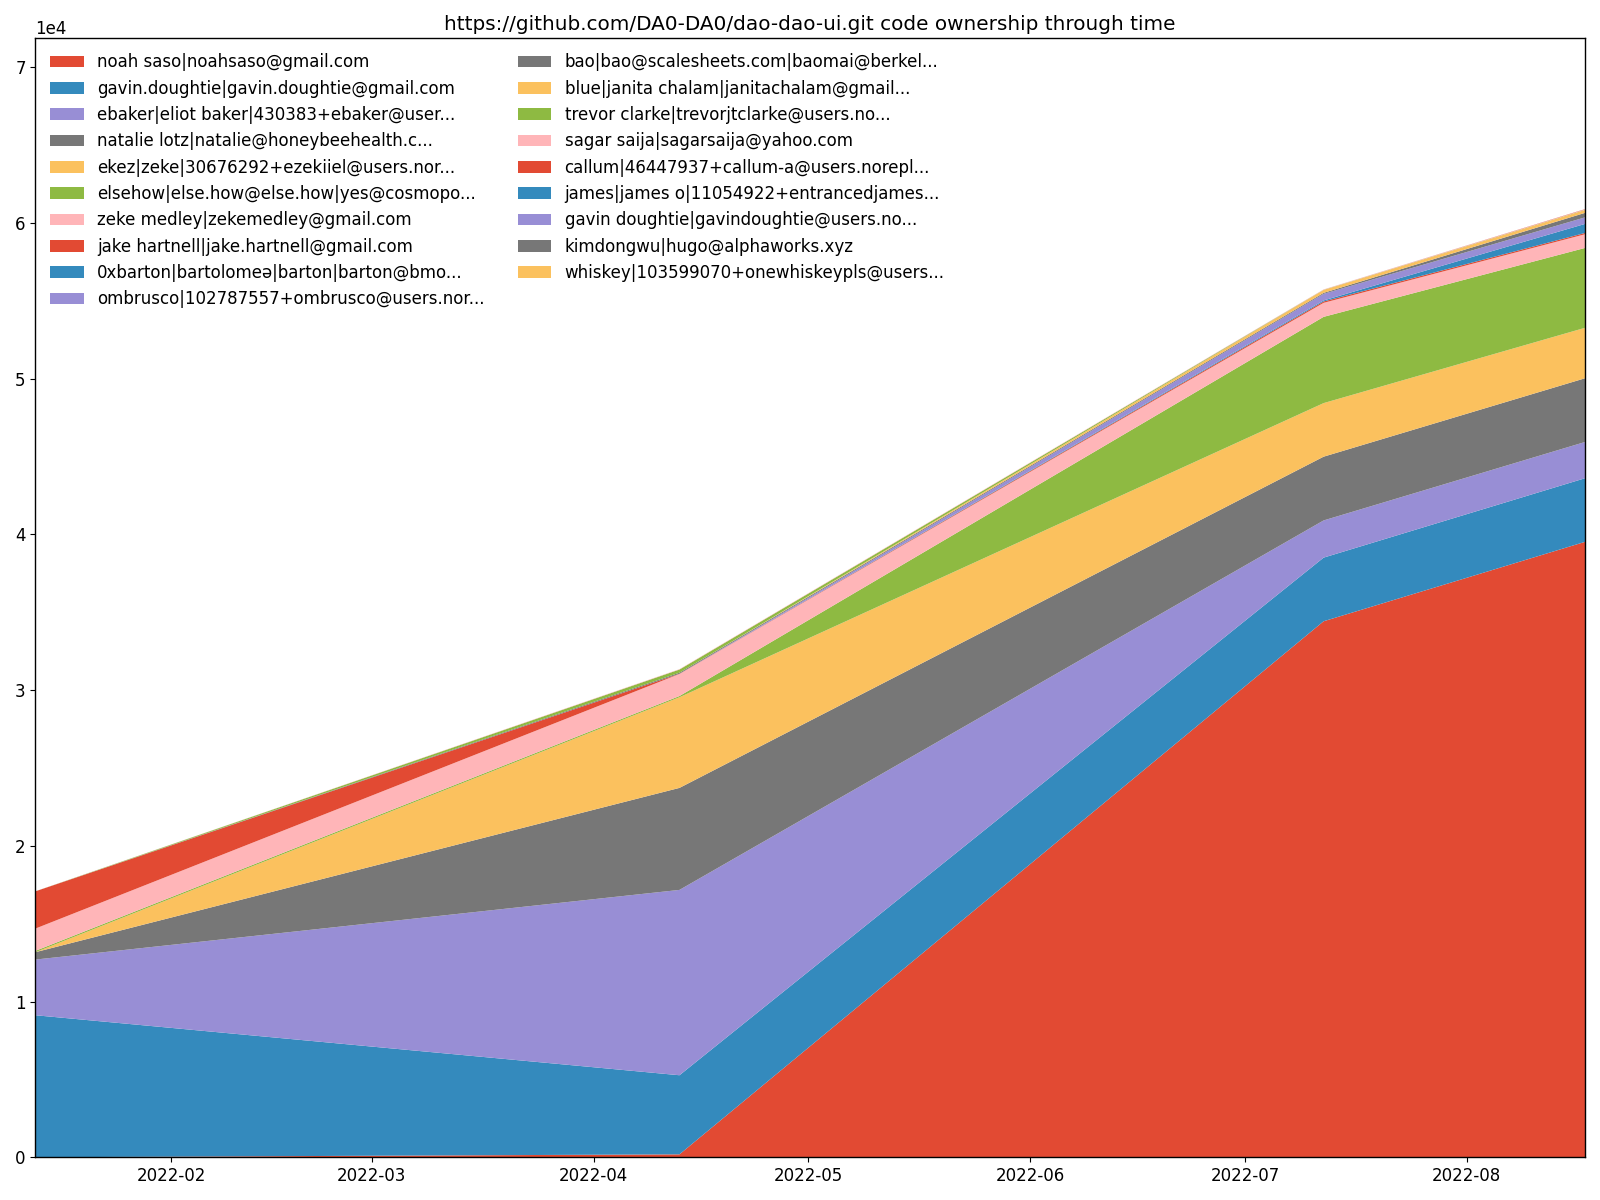 https://github.com/DA0-DA0/dao-dao-ui.git code ownership through time
1e4
noah saso|noahsaso@gmail.com
gavin.doughtie|gavin.doughtie@gmail.com
ebaker|eliot baker|430383+ebaker@user...
natalie lotz|natalie@honeybeehealth.c...
ekez|zeke|30676292+ezekiiel@users.nor...
elsehow|else.how@else.how|yes@cosmopo...
zeke medley|zekemedley@gmail.com
jake hartnell|jake.hartnell@gmail.com
0xbarton|bartolomeə|barton|barton@bmo...
ombrusco|102787557+ombrusco@users.nor...
bao|bao@scalesheets.com|baomai@berkel...
blue|janita chalam|janitachalam@gmail...
trevor clarke|trevorjtclarke@users.no...
sagar saija|sagarsaija@yahoo.com
callum|46447937+callum-a@users.norepl...
james|james o|11054922+entrancedjames...
gavin doughtie|gavindoughtie@users.no...
kimdongwu|hugo@alphaworks.xyz
whiskey|103599070+onewhiskeypls@users...
7
6
5
4
3
2
1
0
2022-02
2022-03
2022-04
2022-05
2022-06
2022-07
2022-08